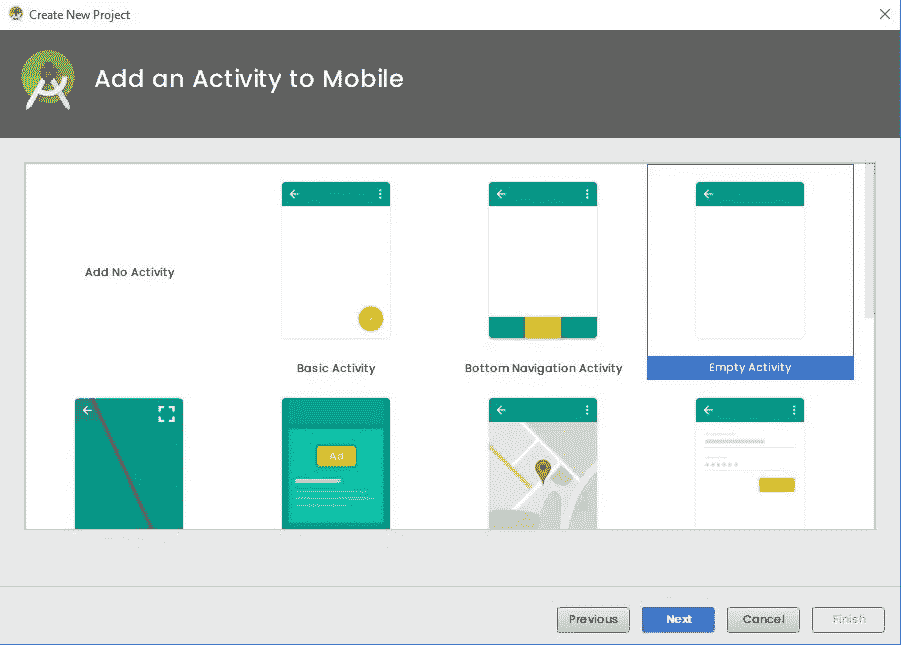 Create New Project
Add an Activity to Mobile
Add No Activity
Basic Activity
Bottom Navigation Activity
Empty Activity
Ad
Previous
Next
Cancel
Finish